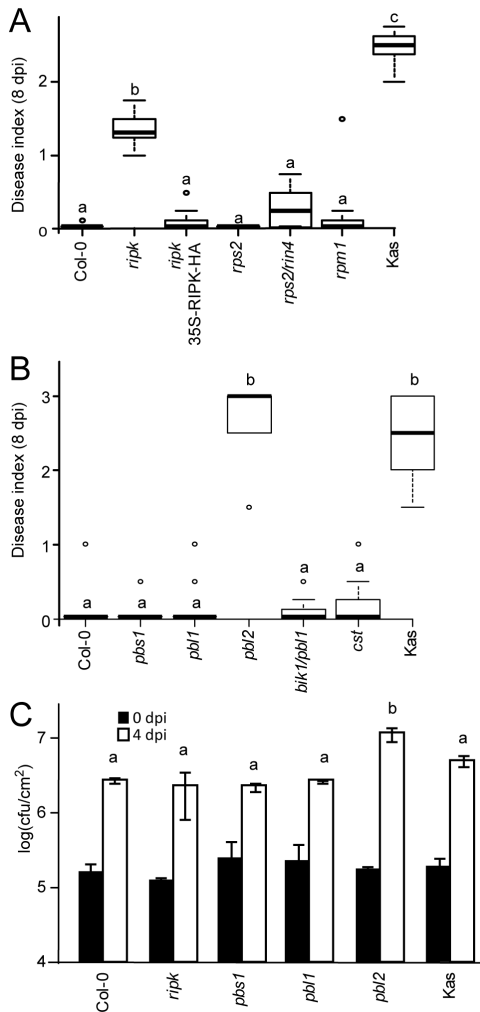 A
Disease index (8 dpi)
2
1
0
a
b
a
a
a
a
c
Col-0
ripk
ripk
35S-RIPK-HA
rps2
rps2/rin4
rpm1
Kas
B
Disease index (8 dpi)
3
2
1
0
a
a
a
b
a
a
b
Col-0
pbs1
pbl1
pbl2
bik1/pbl1
cst
Kas
C
0 dpi
4 dpi
log(cfu/cm²)
7
6
5
4
a
a
a
a
b
a
Col-0
ripk
pbs1
pbl1
pbl2
Kas